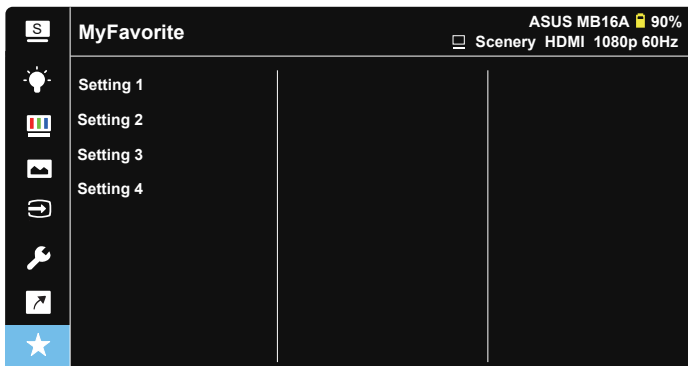 S
MyFavorite
ASUS MB16A 90%
Scenery HDMI 1080p 60Hz
Setting 1
Setting 2
Setting 3
Setting 4